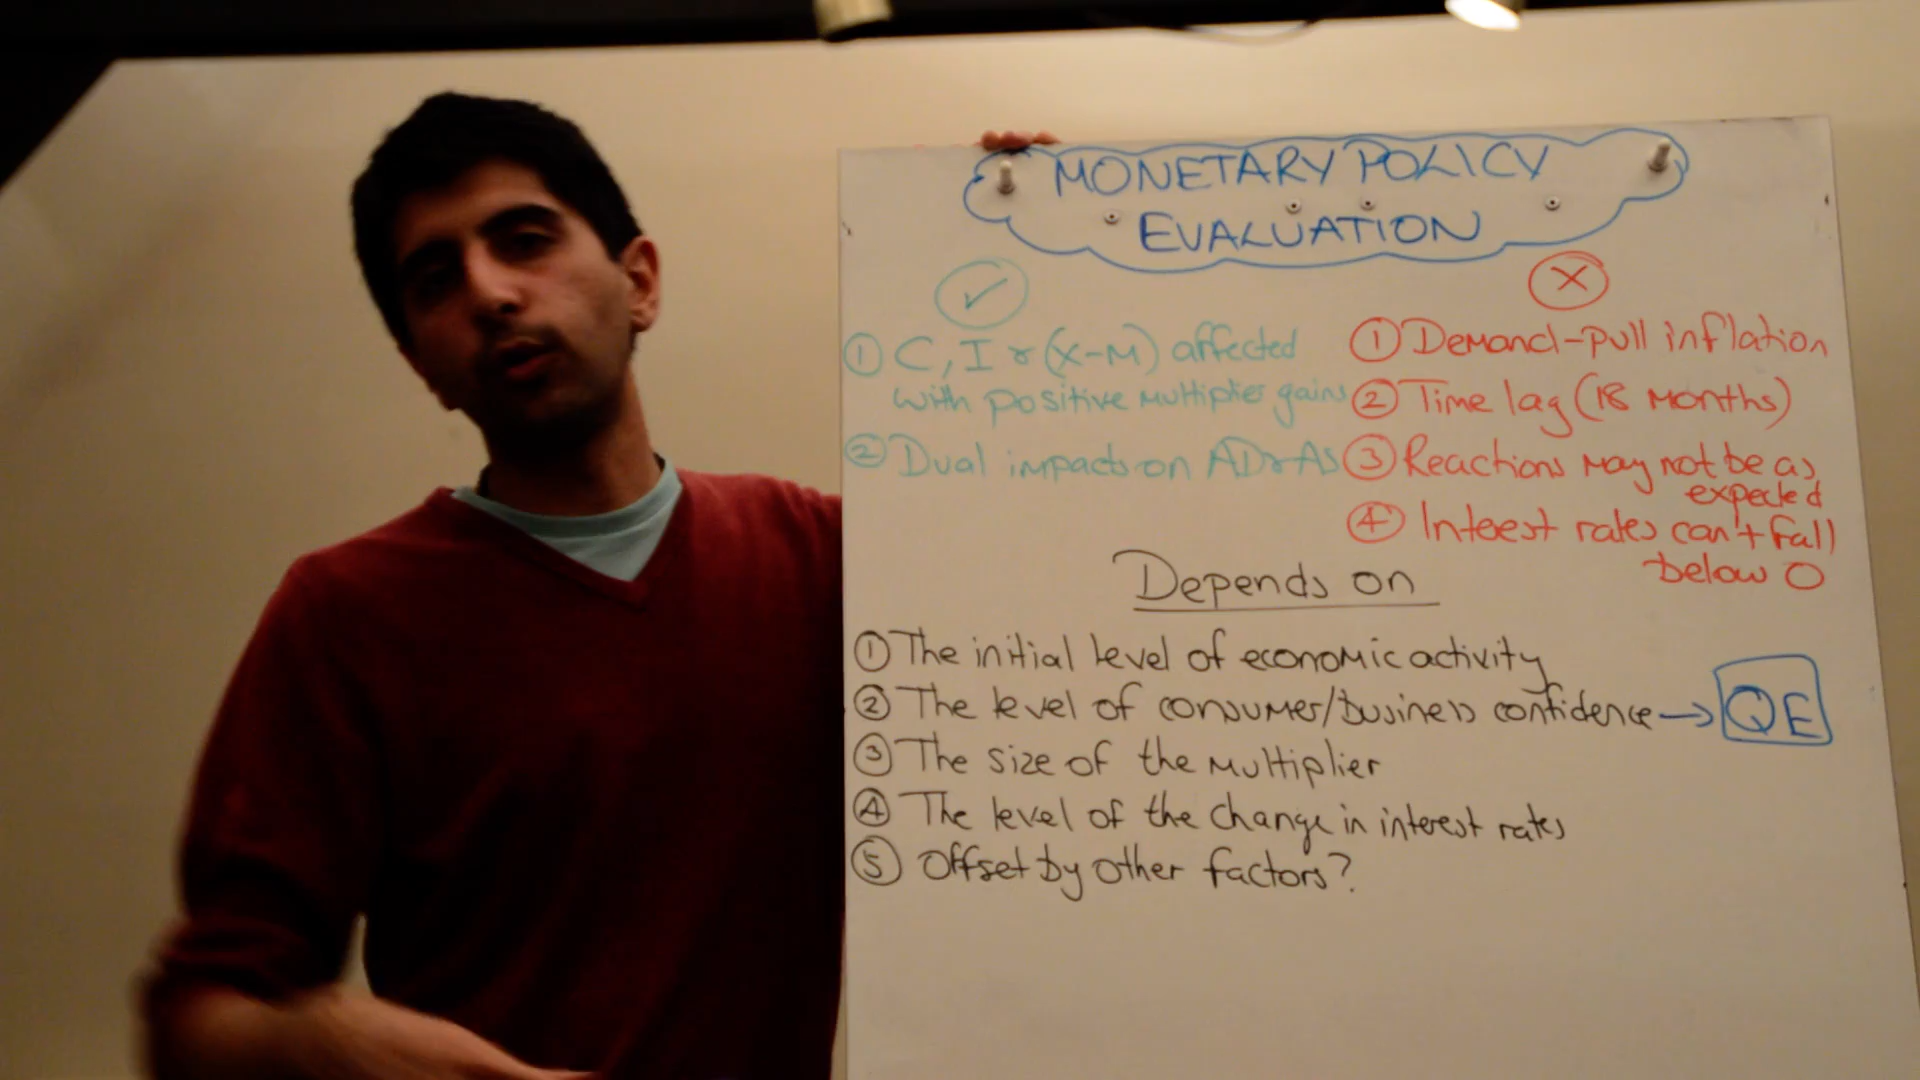 MONETARY POLICY
EVALUATION
✓
① C, I & (X-M) affected
with positive multiplier gains
② Dual impacts on AD & AS
X
① Demand-pull inflation
② Time lag (18 months)
③ Reactions may not be as
expected
④ Interest rates can't fall
below 0
Depends on
① The initial level of economic activity
② The level of consumer/business confidence → QE
③ The size of the multiplier
④ The level of the change in interest rates
⑤ Offset by other factors?